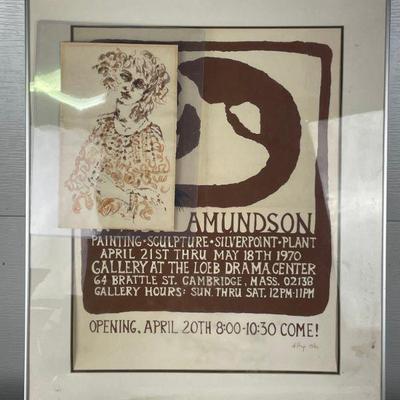 AMUNDSON
PAINTING·SCULPTURE·SILVERPOINT·PLANT
APRIL 21ST THRU MAY 18TH 1970
GALLERY AT THE LOEB DRAMA CENTER
64 BRATTLE ST. CAMBRIDGE, MASS. 02138
GALLERY HOURS: SUN. THRU SAT. 12PM-11PM
OPENING, APRIL 20TH 8:00-10:30 COME!